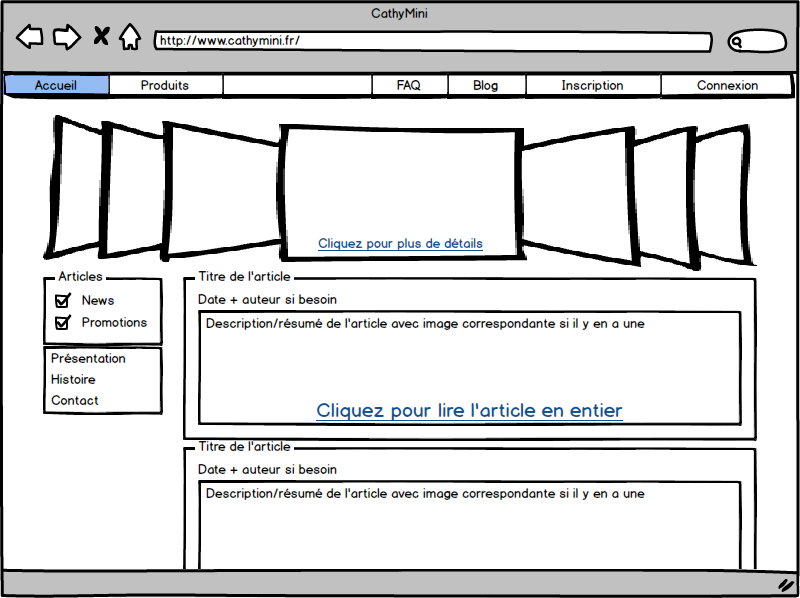 CathyMini
http://www.cathymini.fr/
Accueil
Produits
FAQ
Blog
Inscription
Connexion
Cliquez pour plus de détails
Articles
News
Promotions
Présentation
Histoire
Contact
Titre de l'article
Date + auteur si besoin
Description/résumé de l'article avec image correspondante si il y en a une
Cliquez pour lire l'article en entier
Titre de l'article
Date + auteur si besoin
Description/résumé de l'article avec image correspondante si il y en a une